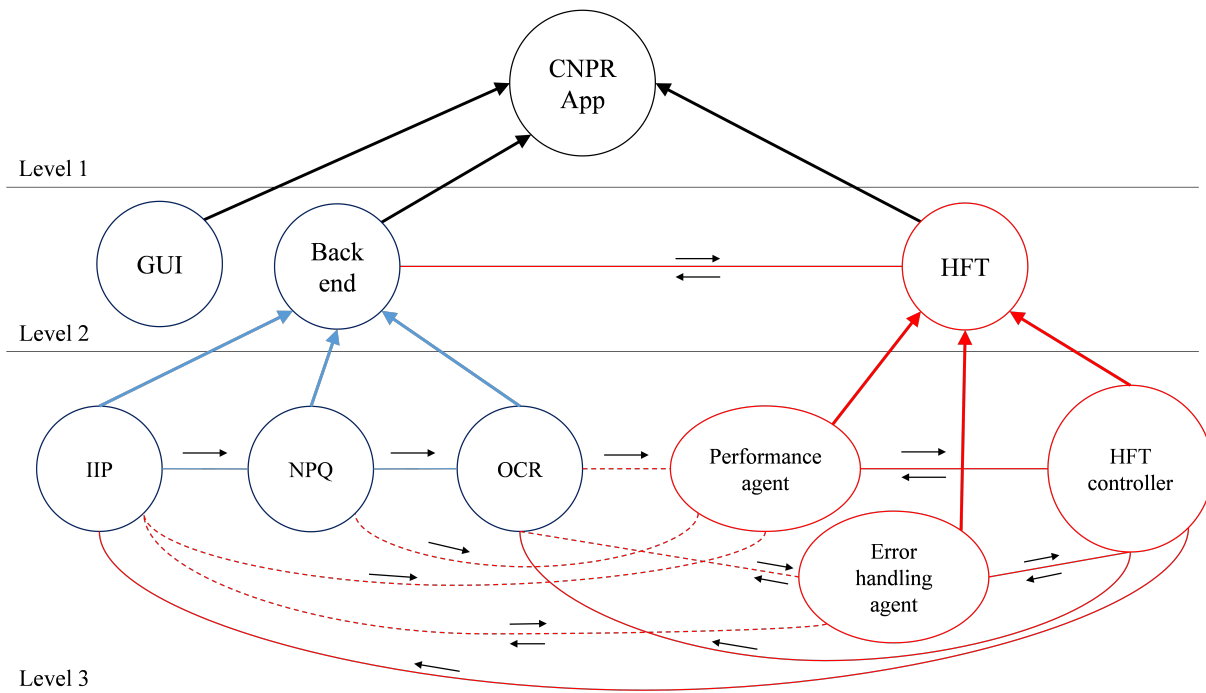 CNPR
App
Level 1
GUI
Back
end
HFT
Level 2
IIP
NPQ
OCR
Performance
agent
HFT
controller
Error
handling
agent
Level 3